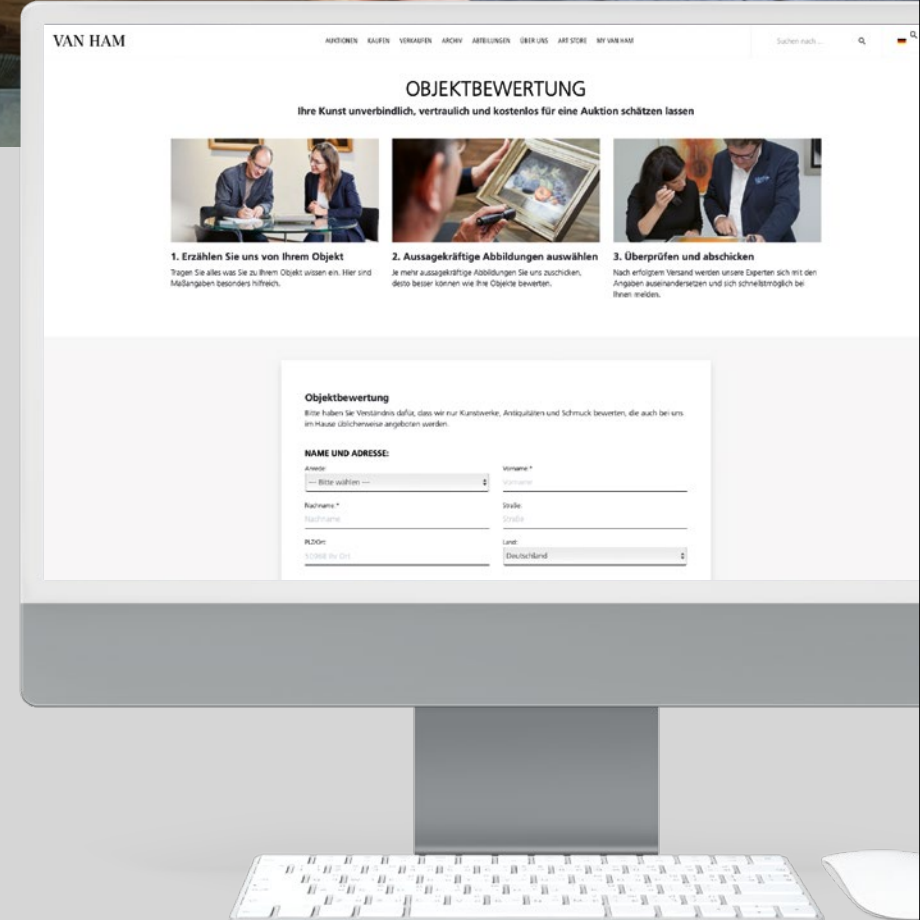 VAN HAM
AUKTIONEN KAUFEN VERKAUFEN ARCHIV ABTEILUNGEN ÜBER UNS ART STORE MY VAN HAM
Suchen nach ...
OBJEKTBEWERTUNG
Ihre Kunst unverbindlich, vertraulich und kostenlos für eine Auktion schätzen lassen
1. Erzählen Sie uns von Ihrem Objekt
Tragen Sie alles was Sie zu Ihrem Objekt wissen ein. Hier sind
Maßangaben besonders hilfreich.
2. Aussagekräftige Abbildungen auswählen
Je mehr aussagekräftige Abbildungen Sie uns zuschicken,
desto besser können wie Ihre Objekte bewerten.
3. Überprüfen und abschicken
Nach erfolgtem Versand werden unsere Experten sich mit den
Angaben auseinandersetzen und sich schnellstmöglich bei
Ihnen melden.
Objektbewertung
Bitte haben Sie Verständnis dafür, dass wir nur Kunstwerke, Antiquitäten und Schmuck bewerten, die auch bei uns
im Hause üblicherweise angeboten werden.
NAME UND ADRESSE:
Anrede:
--- Bitte wählen ---
Vorname:*
Vorname
Nachname:*
Nachname
Straße:
Straße
PLZ/Ort:
50968 Ihr Ort
Land:
Deutschland